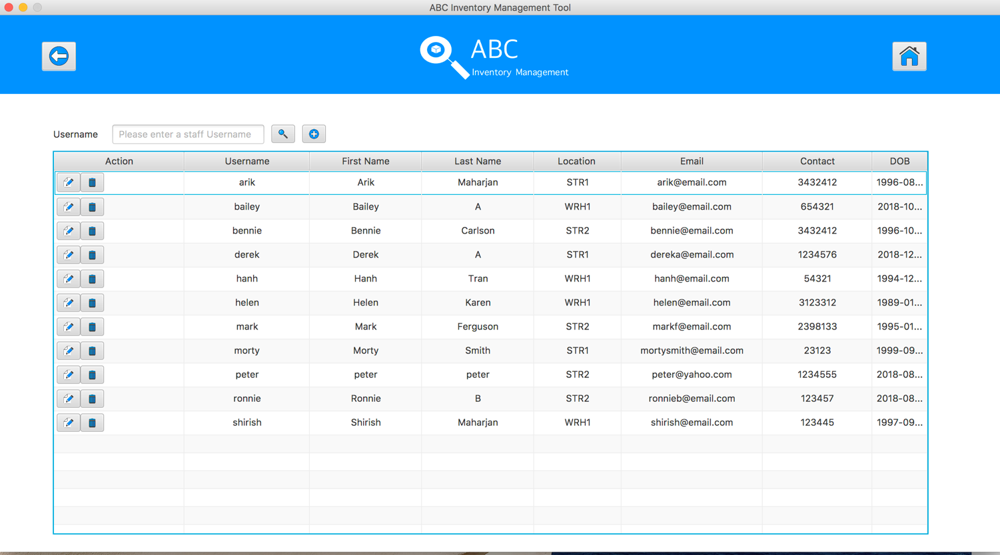 ABC Inventory Management Tool
ABC
Inventory Management
Username Please enter a staff Username
Action Username First Name Last Name Location Email Contact DOB
arik Arik Maharjan STR1 arik@email.com 3432412 1996-08...
bailey Bailey A WRH1 bailey@email.com 654321 2018-10...
bennie Bennie Carlson STR2 bennie@email.com 3432412 1996-10...
derek Derek A STR1 dereka@email.com 1234576 2018-12...
hanh Hanh Tran WRH1 hanh@email.com 54321 1994-12...
helen Helen Karen WRH1 helen@email.com 3123312 1989-01...
mark Mark Ferguson STR2 markf@email.com 2398133 1995-01...
morty Morty Smith STR1 mortysmith@email.com 23123 1999-09...
peter peter peter STR2 peter@yahoo.com 1234555 2018-08...
ronnie Ronnie B STR2 ronnieb@email.com 123457 2018-08...
shirish Shirish Maharjan WRH1 shirish@email.com 123445 1997-09...